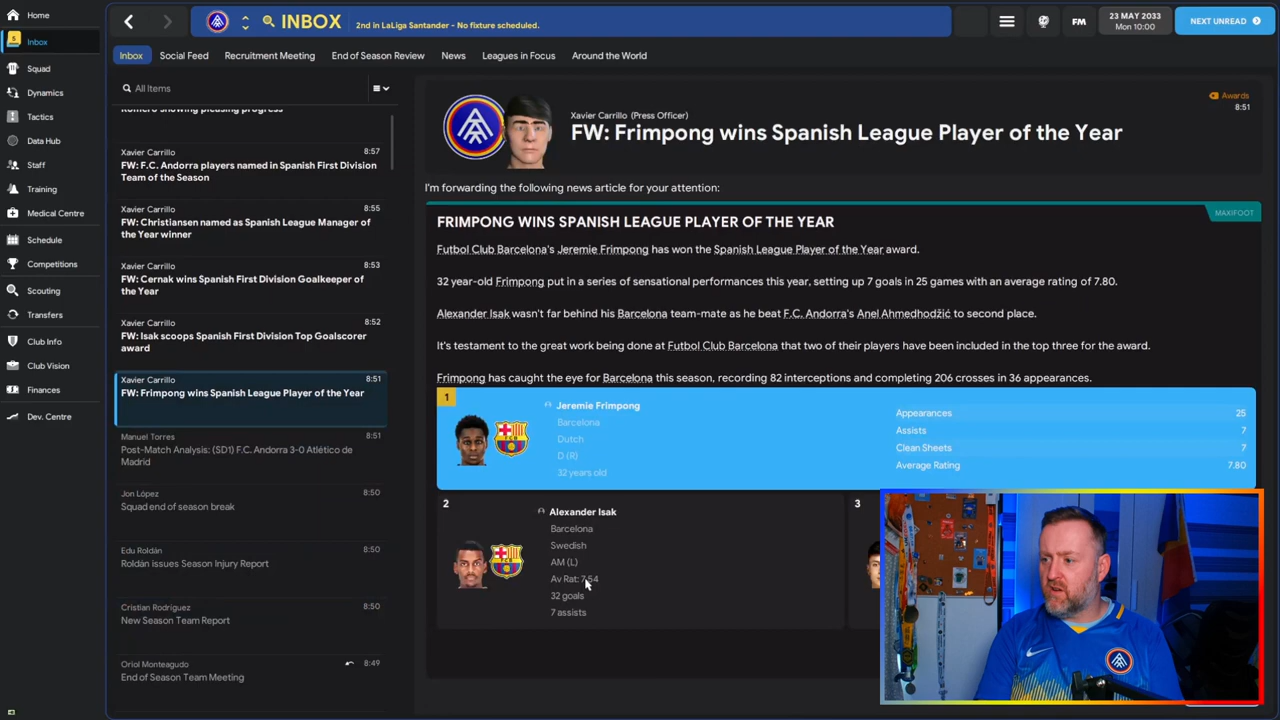 Home
INBOX
2nd in LaLiga Santander - No fixture scheduled.
FM
23 MAY 2033
Mon 10:00
NEXT UNREAD
5
Inbox
Squad
Dynamics
Tactics
Data Hub
Staff
Training
Medical Centre
Schedule
Competitions
Scouting
Transfers
Club Info
Club Vision
Finances
Dev. Centre
Inbox
Social Feed
Recruitment Meeting
End of Season Review
News
Leagues in Focus
Around the World
All Items
Romero showing pleasing progress
Xavier Carrillo
8:57
FW: F.C. Andorra players named in Spanish First Division
Team of the Season
Xavier Carrillo
8:55
FW: Christiansen named as Spanish League Manager of
the Year winner
Xavier Carrillo
8:53
FW: Cernak wins Spanish First Division Goalkeeper of
the Year
Xavier Carrillo
8:52
FW: Isak scoops Spanish First Division Top Goalscorer
award
Xavier Carrillo
8:51
FW: Frimpong wins Spanish League Player of the Year
Manuel Torres
8:51
Post-Match Analysis: (SD1) F.C. Andorra 3-0 Atlético de
Madrid
Jon López
8:50
Squad end of season break
Edu Roldán
8:50
Roldán issues Season Injury Report
Cristian Rodríguez
8:50
New Season Team Report
Oriol Monteagudo
8:49
End of Season Team Meeting
Awards
8:51
Xavier Carrillo (Press Officer)
FW: Frimpong wins Spanish League Player of the Year
I'm forwarding the following news article for your attention:
MAXIFOOT
FRIMPONG WINS SPANISH LEAGUE PLAYER OF THE YEAR
Futbol Club Barcelona's Jeremie Frimpong has won the Spanish League Player of the Year award.
32 year-old Frimpong put in a series of sensational performances this year, setting up 7 goals in 25 games with an average rating of 7.80.
Alexander Isak wasn't far behind his Barcelona team-mate as he beat F.C. Andorra's Anel Ahmedhodžić to second place.
It's testament to the great work being done at Futbol Club Barcelona that two of their players have been included in the top three for the award.
Frimpong has caught the eye for Barcelona this season, recording 82 interceptions and completing 206 crosses in 36 appearances.
1
Jeremie Frimpong
Barcelona
Dutch
D (R)
32 years old
Appearances 25
Assists 7
Clean Sheets 7
Average Rating 7.80
2
Alexander Isak
Barcelona
Swedish
AM (L)
Av Rat: 7.54
32 goals
7 assists
3